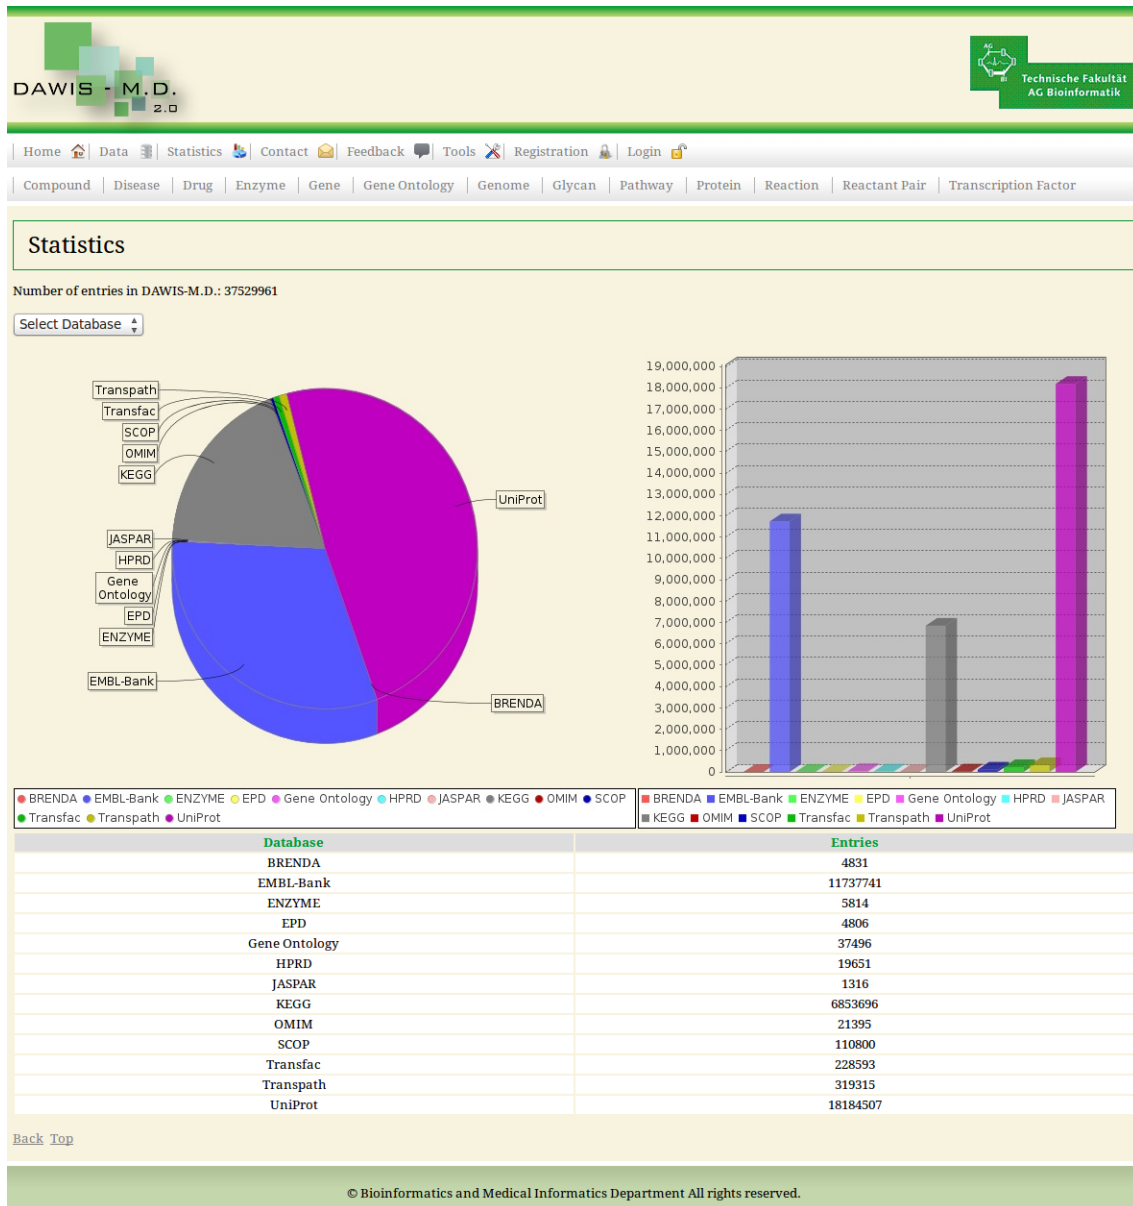 DAWIS - M.D.
2.0
AG
BI
Technische Fakultät
AG Bioinformatik
Home Data Statistics Contact Feedback Tools Registration Login
Compound Disease Drug Enzyme Gene Gene Ontology Genome Glycan Pathway Protein Reaction Reactant Pair Transcription Factor
Statistics
Number of entries in DAWIS-M.D.: 37529961
Select Database
Transpath
Transfac
SCOP
OMIM
KEGG
UniProt
JASPAR
HPRD
Gene
Ontology
EPD
ENZYME
EMBL-Bank
BRENDA
19,000,000
18,000,000
17,000,000
16,000,000
15,000,000
14,000,000
13,000,000
12,000,000
11,000,000
10,000,000
9,000,000
8,000,000
7,000,000
6,000,000
5,000,000
4,000,000
3,000,000
2,000,000
1,000,000
0
BRENDA EMBL-Bank ENZYME EPD Gene Ontology HPRD JASPAR KEGG OMIM SCOP
Transfac Transpath UniProt
BRENDA EMBL-Bank ENZYME EPD Gene Ontology HPRD JASPAR
KEGG OMIM SCOP Transfac Transpath UniProt
Database Entries
BRENDA 4831
EMBL-Bank 11737741
ENZYME 5814
EPD 4806
Gene Ontology 37496
HPRD 19651
JASPAR 1316
KEGG 6853696
OMIM 21395
SCOP 110800
Transfac 228593
Transpath 319315
UniProt 18184507
Back Top
© Bioinformatics and Medical Informatics Department All rights reserved.